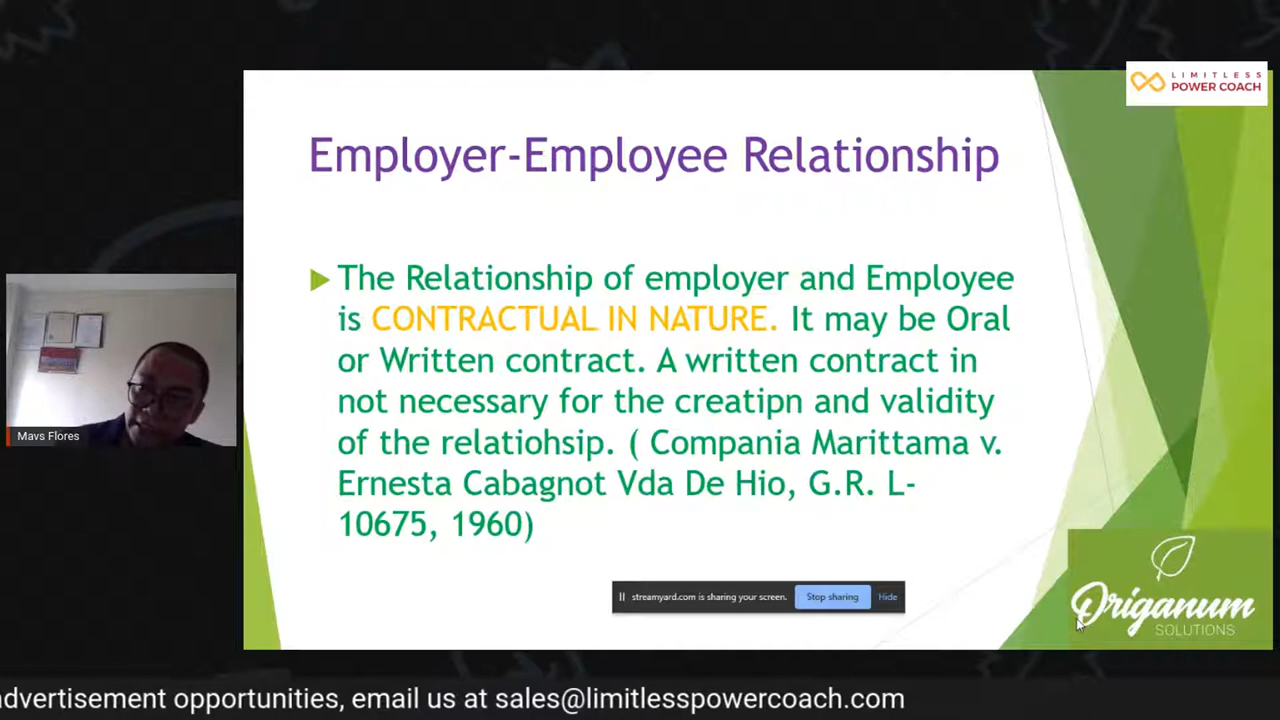 LIMITLESS
POWER COACH
Employer-Employee Relationship
The Relationship of employer and Employee
is CONTRACTUAL IN NATURE. It may be Oral
or Written contract. A written contract in
not necessary for the creatipn and validity
of the relatiohsip. ( Compania Marittama v.
Ernesta Cabagnot Vda De Hio, G.R. L-
10675, 1960)
Mavs Flores
streamyard.com is sharing your screen. Stop sharing Hide
Origanum
SOLUTIONS
advertisement opportunities, email us at sales@limitlesspowercoach.com